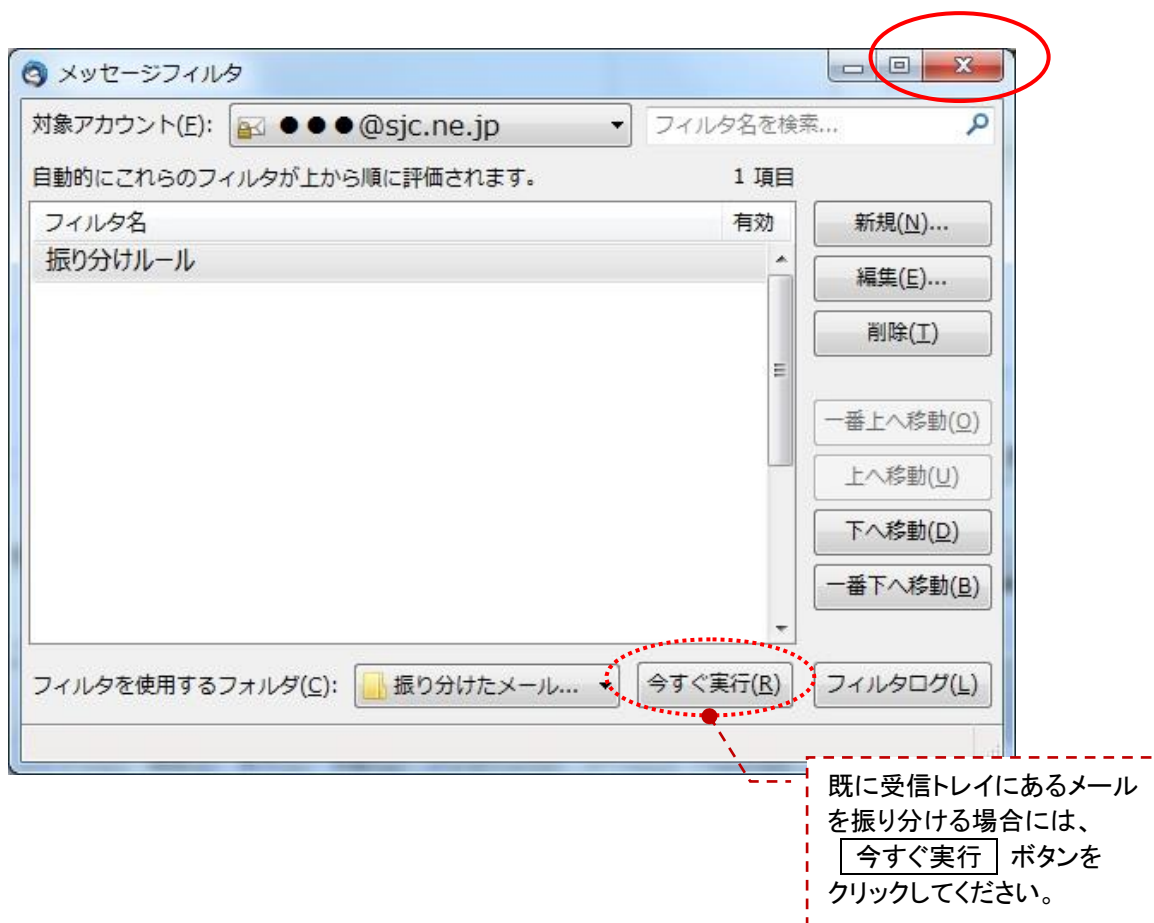 メッセージフィルタ
対象アカウント(E): ●●●@sjc.ne.jp フィルタ名を検索...
自動的にこれらのフィルタが上から順に評価されます。 1 項目
フィルタ名 有効
振り分けルール
新規(N)...
編集(E)...
削除(T)
一番上へ移動(O)
上へ移動(U)
下へ移動(D)
一番下へ移動(B)
フィルタを使用するフォルダ(C): 振り分けたメール... 今すぐ実行(R) フィルタログ(L)
既に受信トレイにあるメール
を振り分ける場合には、
今すぐ実行 ボタンを
クリックしてください。